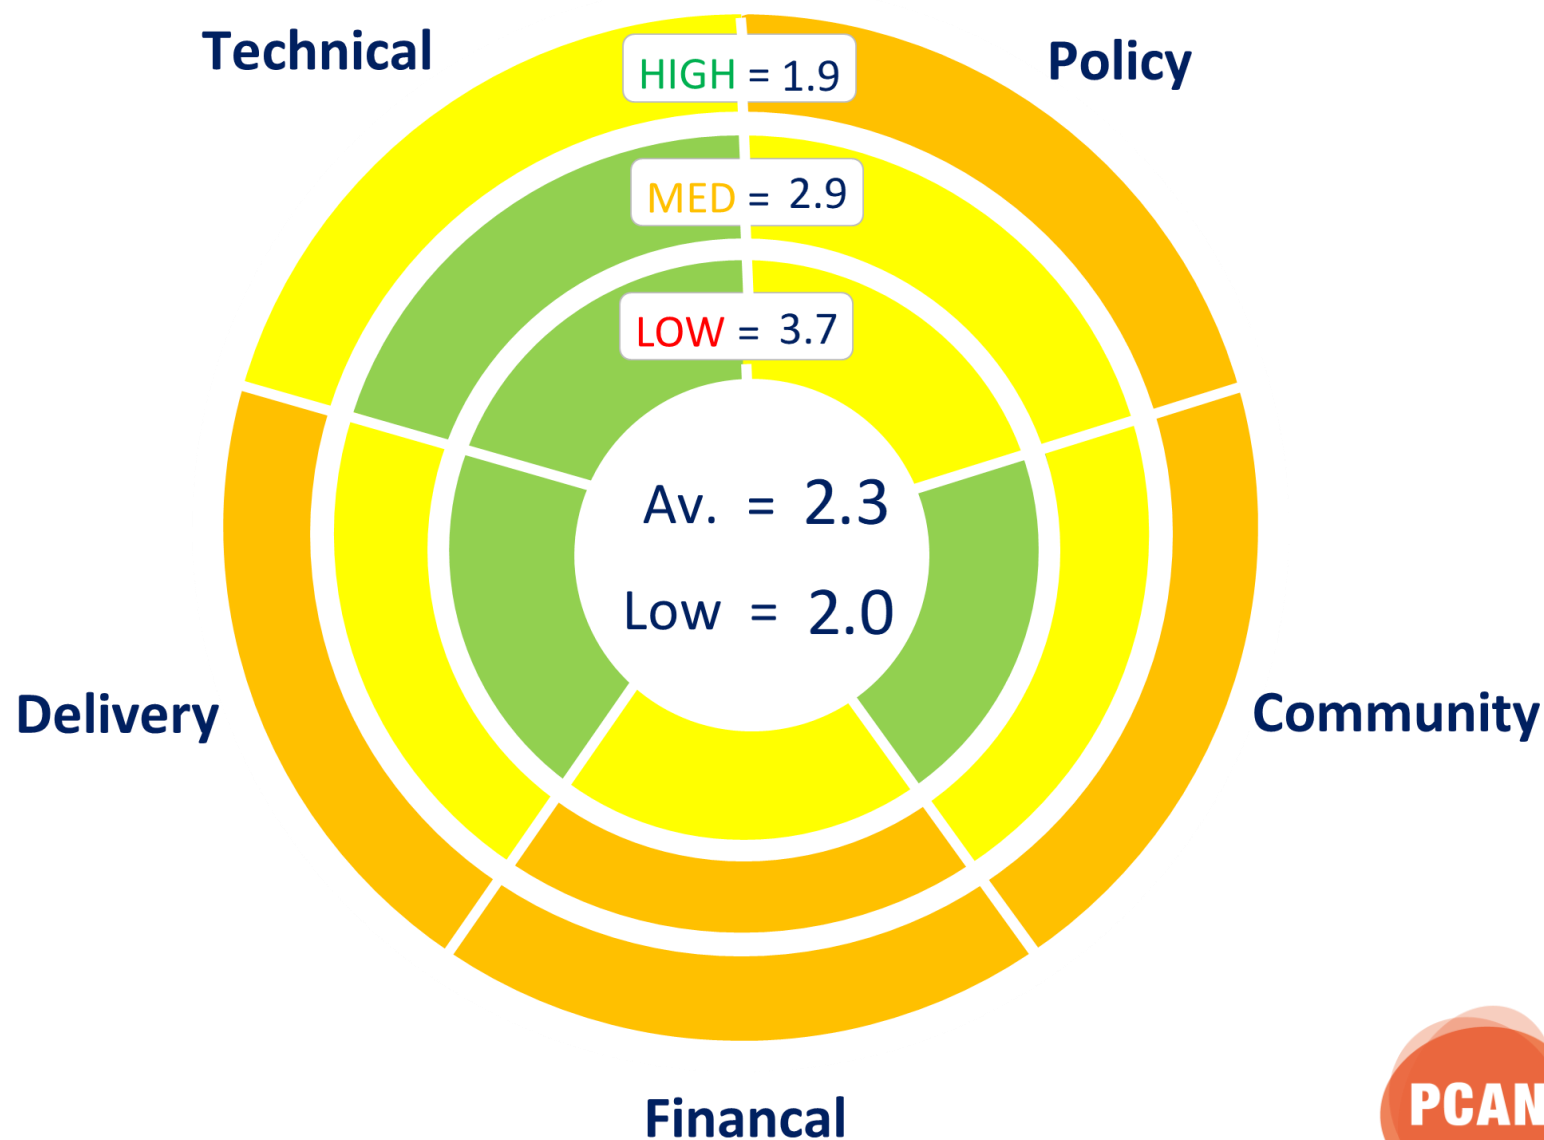 Technical
Policy
HIGH = 1.9
MED = 2.9
LOW = 3.7
Av. = 2.3
Low = 2.0
Delivery
Community
Financal
PCAN